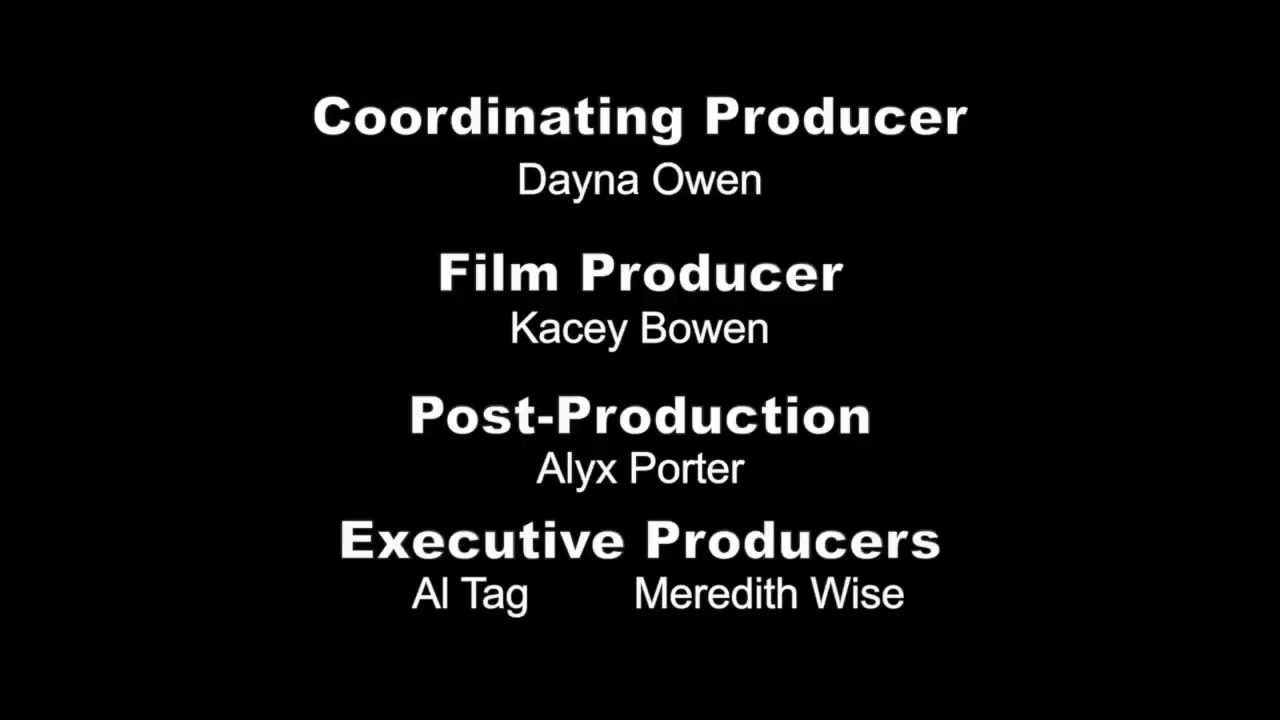 Coordinating Producer
Dayna Owen
Film Producer
Kacey Bowen
Post-Production
Alyx Porter
Executive Producers
Al Tag Meredith Wise